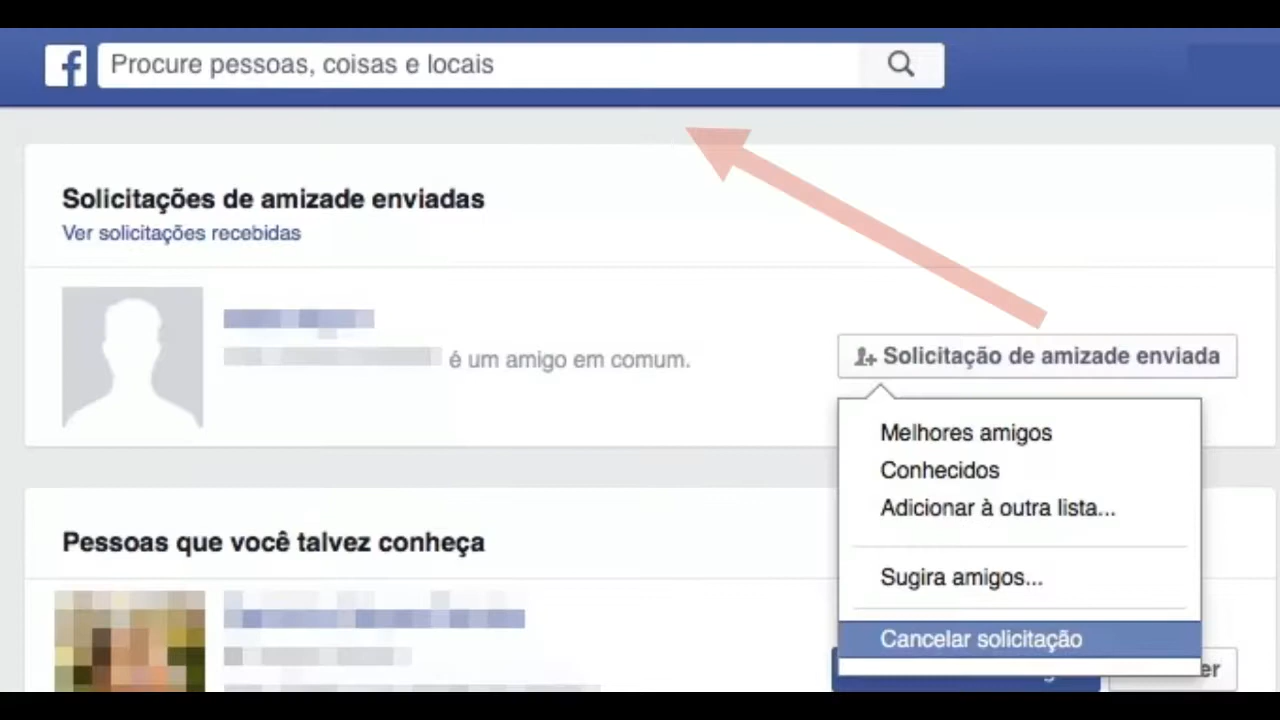 Procure pessoas, coisas e locais
Solicitações de amizade enviadas
Ver solicitações recebidas
é um amigo em comum.
Solicitação de amizade enviada
Melhores amigos
Conhecidos
Adicionar à outra lista...
Sugira amigos...
Cancelar solicitação
Pessoas que você talvez conheça